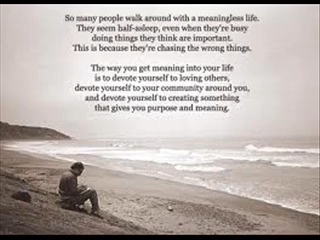 So many people walk around with a meaningless life.
They seem half-asleep, even when they're busy
doing things they think are important.
This is because they're chasing the wrong things.
The way you get meaning into your life
is to devote yourself to loving others,
devote yourself to your community around you,
and devote yourself to creating something
that gives you purpose and meaning.